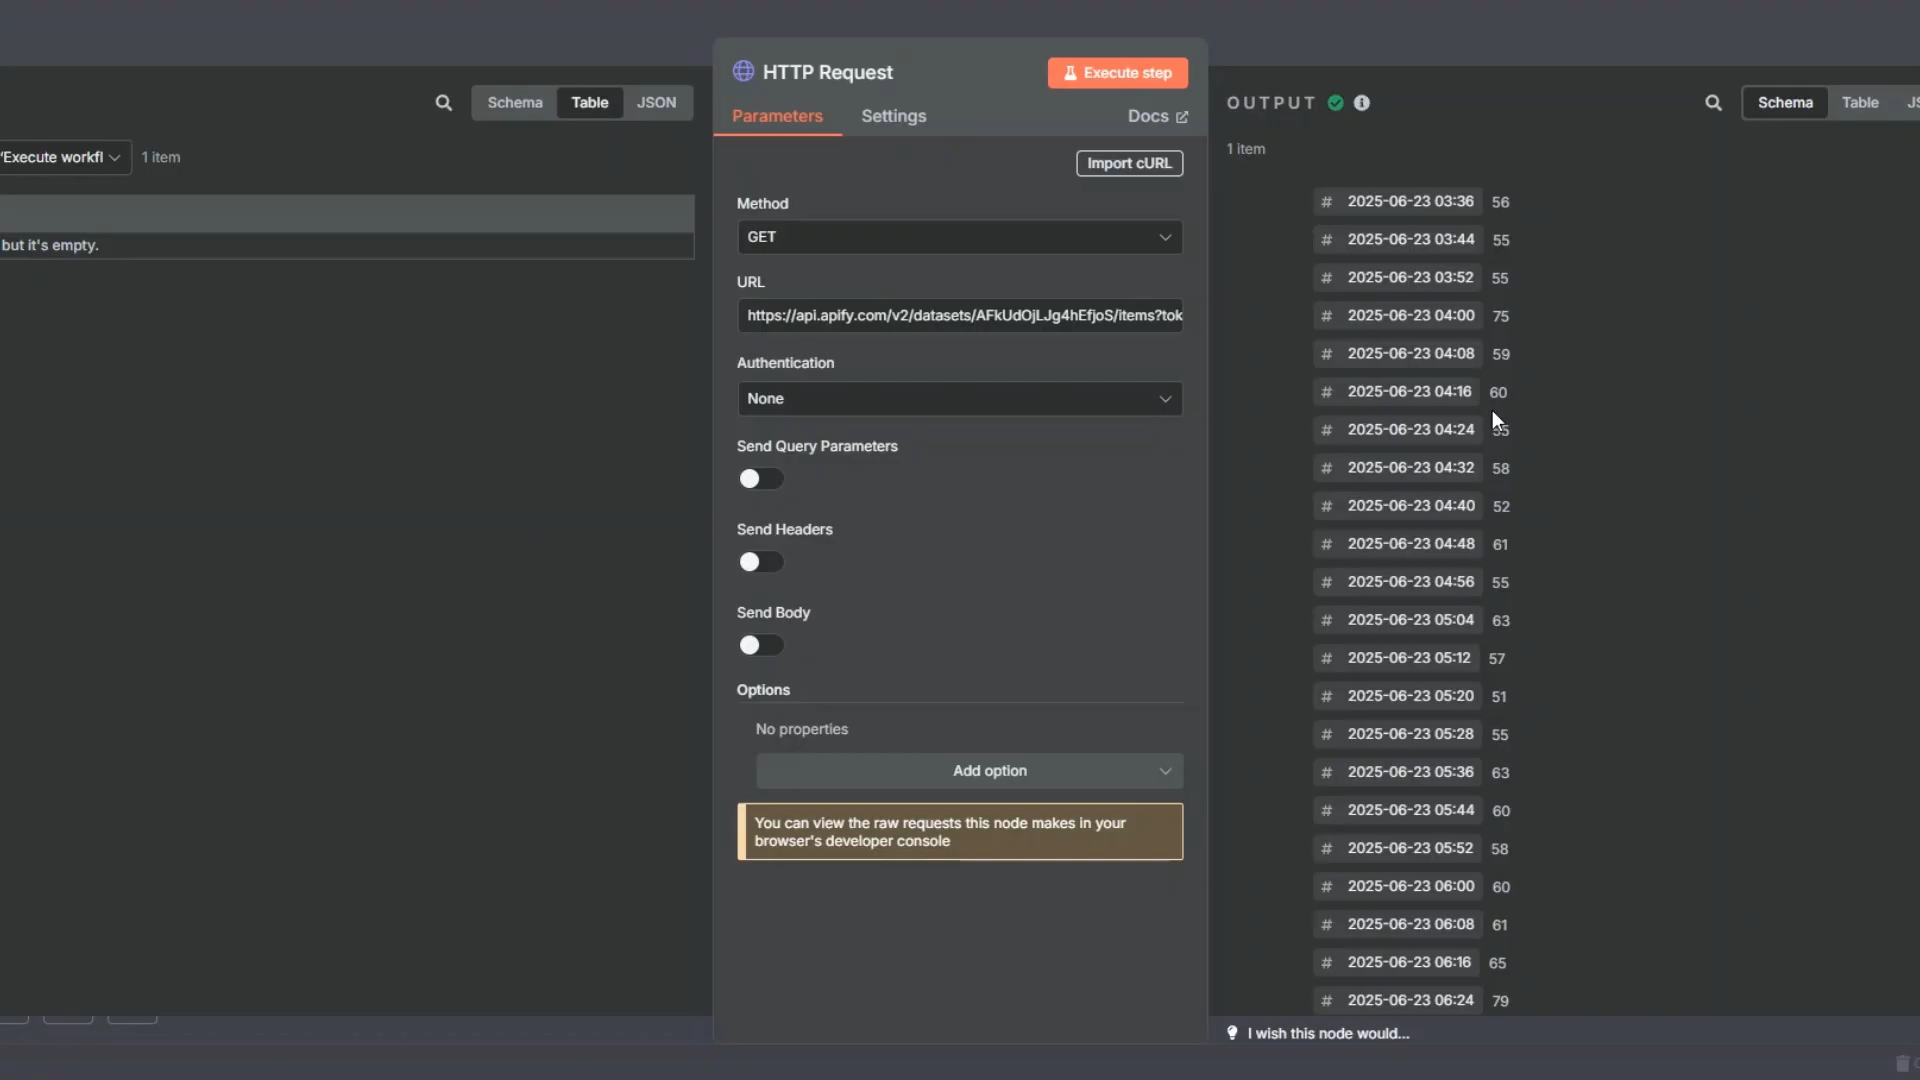 Schema
Table
JSON
'Execute workfl
1 item
but it's empty.
HTTP Request
Execute step
Parameters
Settings
Docs
Import cURL
Method
GET
URL
https://api.apify.com/v2/datasets/AFkUdOjLJg4hEfjoS/items?tok
Authentication
None
Send Query Parameters
Send Headers
Send Body
Options
No properties
Add option
You can view the raw requests this node makes in your
browser's developer console
OUTPUT
Schema
Table
1 item
# 2025-06-23 03:36 56
# 2025-06-23 03:44 55
# 2025-06-23 03:52 55
# 2025-06-23 04:00 75
# 2025-06-23 04:08 59
# 2025-06-23 04:16 60
# 2025-06-23 04:24
# 2025-06-23 04:32 58
# 2025-06-23 04:40 52
# 2025-06-23 04:48 61
# 2025-06-23 04:56 55
# 2025-06-23 05:04 63
# 2025-06-23 05:12 57
# 2025-06-23 05:20 51
# 2025-06-23 05:28 55
# 2025-06-23 05:36 63
# 2025-06-23 05:44 60
# 2025-06-23 05:52 58
# 2025-06-23 06:00 60
# 2025-06-23 06:08 61
# 2025-06-23 06:16 65
# 2025-06-23 06:24 79
I wish this node would...